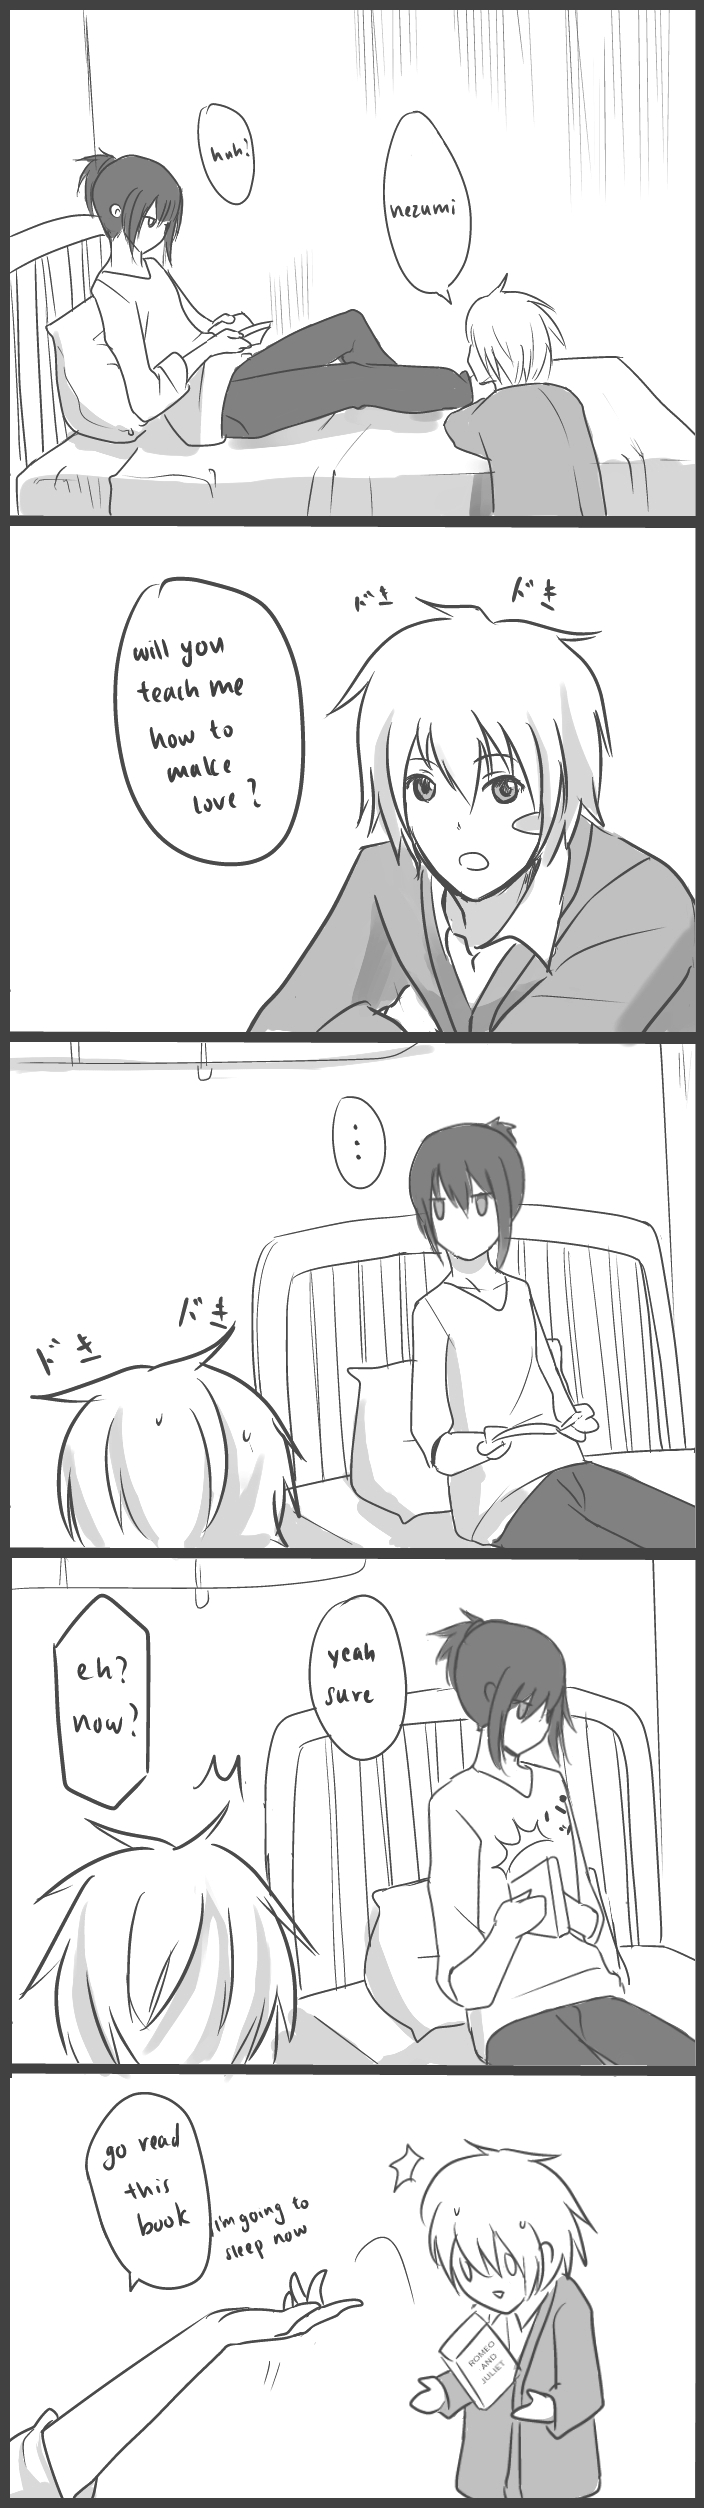 huh?
nezumi
will you
teach me
how to
make
love?
ドキ
ドキ
...
ドキ
ドキ
eh?
now?
yeah
sure
go read
this
book
i'm going to
sleep now
ROMEO
AND
JULIET